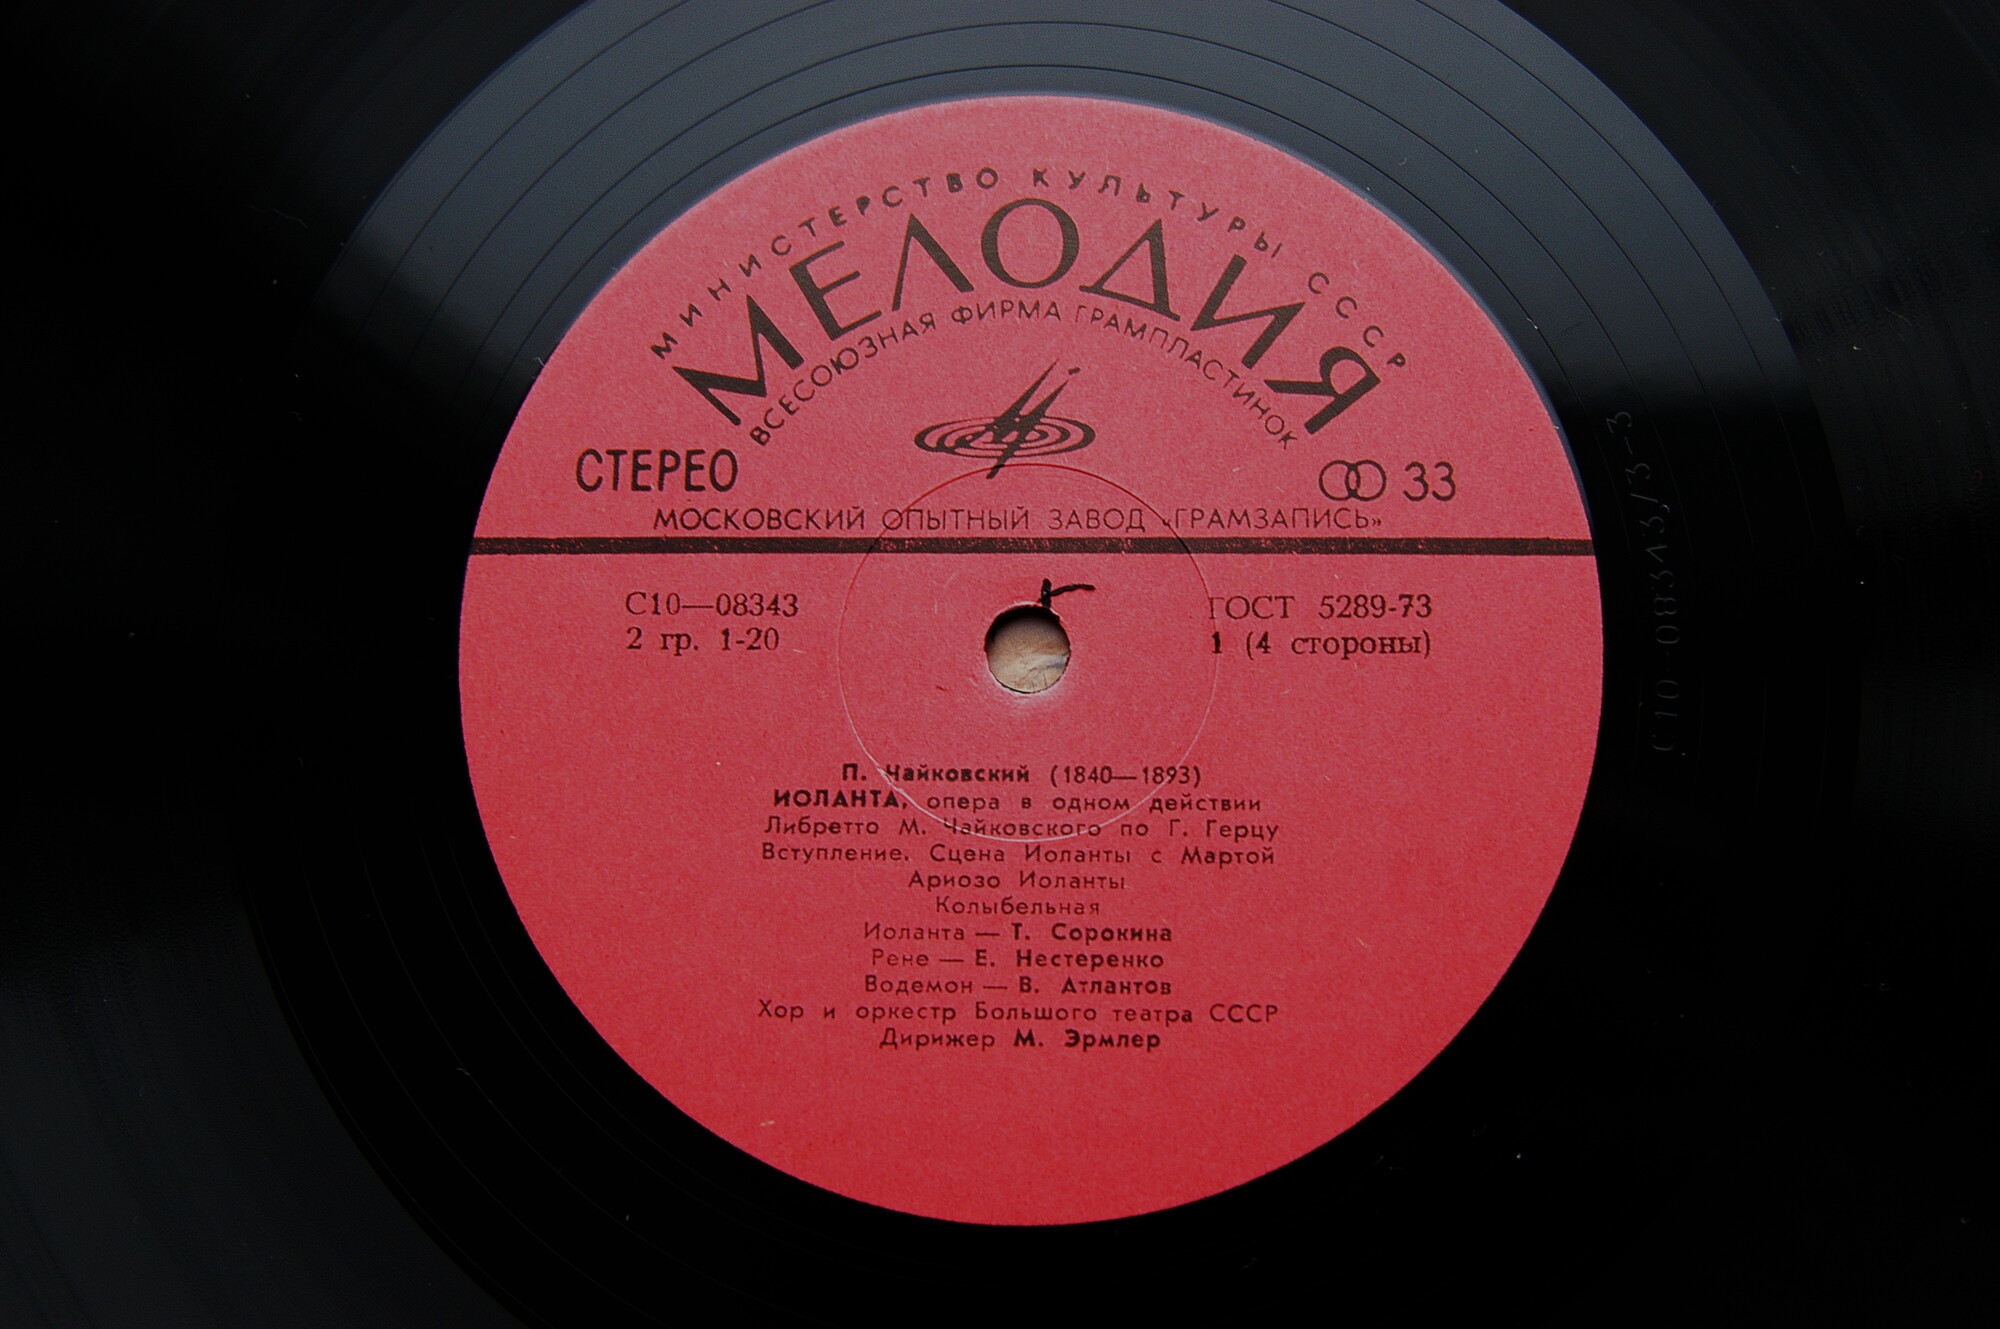 МИНИСТЕРСТВО КУЛЬТУРЫ СССР
МЕЛОДИЯ
ВСЕСОЮЗНАЯ ФИРМА ГРАМПЛАСТИНОК
СТЕРЕО
33
МОСКОВСКИЙ ОПЫТНЫЙ ЗАВОД «ГРАМЗАПИСЬ»
С10—08343
ГОСТ 5289-73
2 гр. 1-20
1 (4 стороны)
П. Чайковский (1840—1893)
ИОЛАНТА, опера в одном действии
Либретто М. Чайковского по Г. Герцу
Вступление. Сцена Иоланты с Мартой
Ариозо Иоланты
Колыбельная
Иоланта — Т. Сорокина
Рене — Е. Нестеренко
Водемон — В. Атлантов
Хор и оркестр Большого театра СССР
Дирижер М. Эрмлер